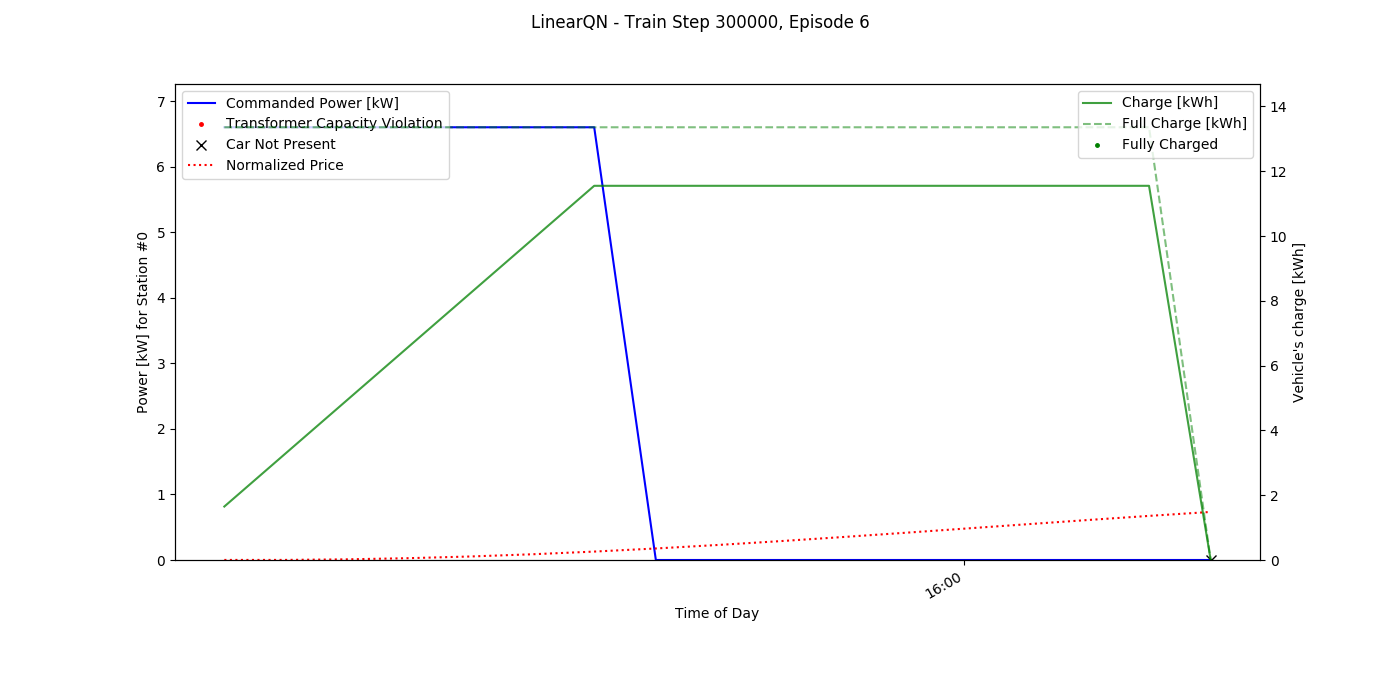 LinearQN - Train Step 300000, Episode 6
Commanded Power [kW]
Transformer Capacity Violation
Car Not Present
Normalized Price
Charge [kWh]
Full Charge [kWh]
Fully Charged
Power [kW] for Station #0
7
6
5
4
3
2
1
0
Vehicle's charge [kWh]
14
12
10
8
6
4
2
0
16:00
Time of Day